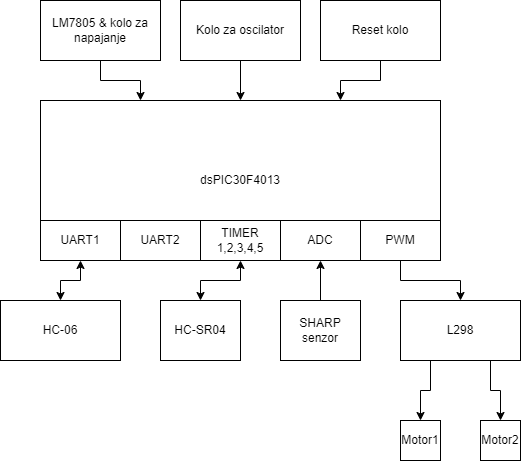 LM7805 & kolo za
napajanje
Kolo za oscilator
Reset kolo
dsPIC30F4013
UART1
UART2
TIMER
1,2,3,4,5
ADC
PWM
HC-06
HC-SR04
SHARP
senzor
L298
Motor1
Motor2